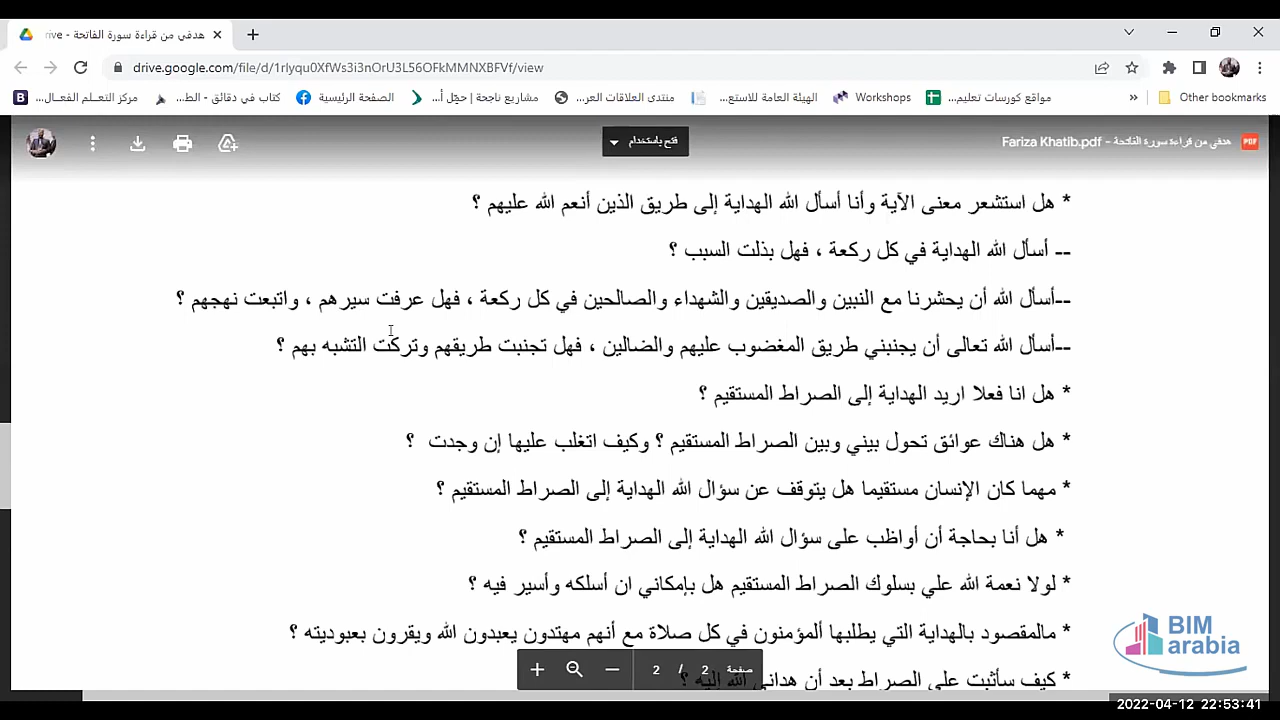 هدفي من قراءة سورة الفاتحة - rive
drive.google.com/file/d/1rlyqu0XfWs3i3nOrU3L56OFkMMNXBFVf/view
مركز التعـلـم الفعـال...
كتاب في دقائق - الط...
الصفحة الرئيسية
مشاريع ناجحة | حمّل أ...
منتدى العلاقات العر...
الهيئة العامة للاستع...
Workshops
مواقع كورسات تعليم...
Other bookmarks
هدفي من قراءة سورة الفاتحة - Fariza Khatib.pdf
PDF
فتح باستخدام
* هل استشعر معنى الآية وأنا أسأل الله الهداية إلى طريق الذين أنعم الله عليهم ؟
-- أسأل الله الهداية في كل ركعة ، فهل بذلت السبب ؟
--أسأل الله أن يحشرنا مع النبين والصديقين والشهداء والصالحين في كل ركعة ، فهل عرفت سيرهم ، واتبعت نهجهم ؟
--أسأل الله تعالى أن يجنبني طريق المغضوب عليهم والضالين ، فهل تجنبت طريقهم وتركت التشبه بهم ؟
* هل انا فعلا اريد الهداية إلى الصراط المستقيم ؟
* هل هناك عوائق تحول بيني وبين الصراط المستقيم ؟ وكيف اتغلب عليها إن وجدت ؟
* مهما كان الإنسان مستقيما هل يتوقف عن سؤال الله الهداية إلى الصراط المستقيم ؟
* هل أنا بحاجة أن أواظب على سؤال الله الهداية إلى الصراط المستقيم ؟
* لولا نعمة الله علي بسلوك الصراط المستقيم هل بإمكاني ان أسلكه وأسير فيه ؟
* مالمقصود بالهداية التي يطلبها ألمؤمنون في كل صلاة مع أنهم مهتدون يعبدون الله ويقرون بعبوديته ؟
* كيف سأثبت على الصراط بعد أن هداني الله إليه ؟
صفحة 2 / 2
BIM
arabia
2022-04-12 22:53:41